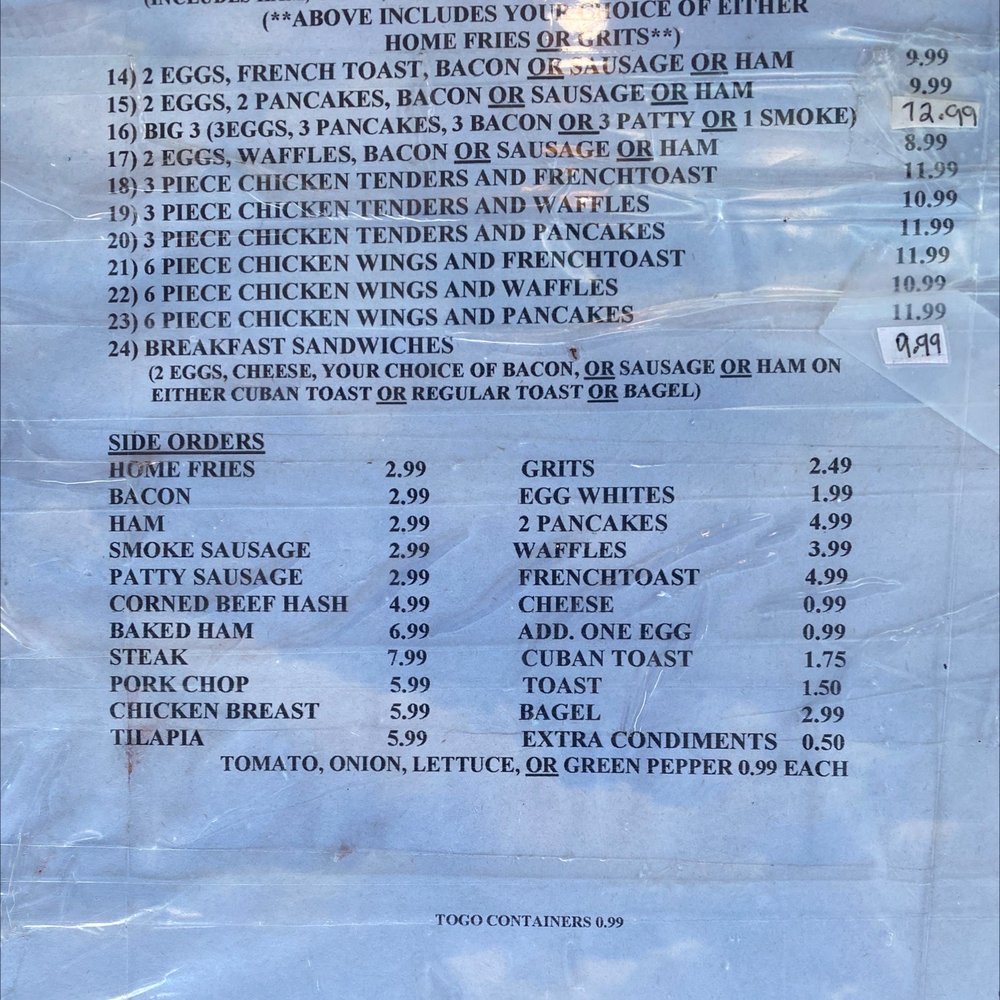 (**ABOVE INCLUDES YOUR CHOICE OF EITHER
HOME FRIES OR GRITS**)
14) 2 EGGS, FRENCH TOAST, BACON OR SAUSAGE OR HAM 9.99
15) 2 EGGS, 2 PANCAKES, BACON OR SAUSAGE OR HAM 9.99
16) BIG 3 (3EGGS, 3 PANCAKES, 3 BACON OR 3 PATTY OR 1 SMOKE) 12.99
17) 2 EGGS, WAFFLES, BACON OR SAUSAGE OR HAM 8.99
18) 3 PIECE CHICKEN TENDERS AND FRENCHTOAST 11.99
19) 3 PIECE CHICKEN TENDERS AND WAFFLES 10.99
20) 3 PIECE CHICKEN TENDERS AND PANCAKES 11.99
21) 6 PIECE CHICKEN WINGS AND FRENCHTOAST 11.99
22) 6 PIECE CHICKEN WINGS AND WAFFLES 10.99
23) 6 PIECE CHICKEN WINGS AND PANCAKES 11.99
24) BREAKFAST SANDWICHES 9.99
(2 EGGS, CHEESE, YOUR CHOICE OF BACON, OR SAUSAGE OR HAM ON
EITHER CUBAN TOAST OR REGULAR TOAST OR BAGEL)
SIDE ORDERS
HOME FRIES 2.99 GRITS 2.49
BACON 2.99 EGG WHITES 1.99
HAM 2.99 2 PANCAKES 4.99
SMOKE SAUSAGE 2.99 WAFFLES 3.99
PATTY SAUSAGE 2.99 FRENCHTOAST 4.99
CORNED BEEF HASH 4.99 CHEESE 0.99
BAKED HAM 6.99 ADD. ONE EGG 0.99
STEAK 7.99 CUBAN TOAST 1.75
PORK CHOP 5.99 TOAST 1.50
CHICKEN BREAST 5.99 BAGEL 2.99
TILAPIA 5.99 EXTRA CONDIMENTS 0.50
TOMATO, ONION, LETTUCE, OR GREEN PEPPER 0.99 EACH
TOGO CONTAINERS 0.99